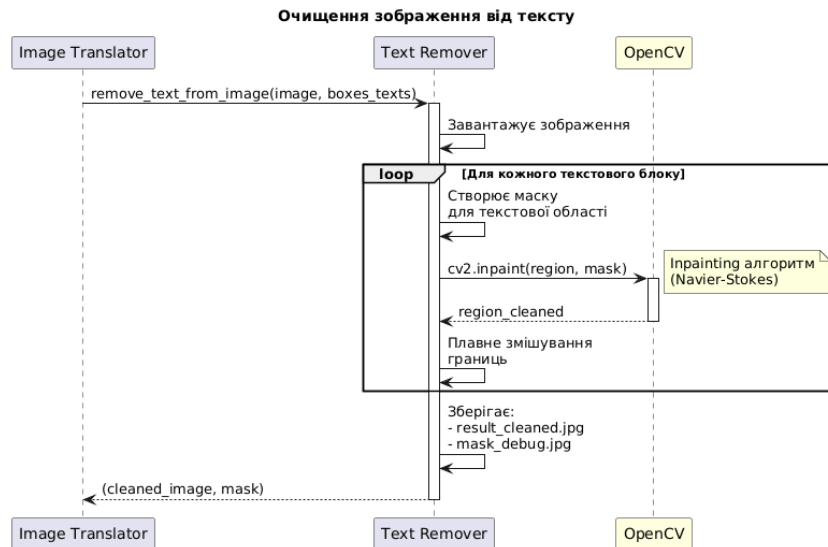 Очищення зображення від тексту
Image Translator
Text Remover
OpenCV
remove_text_from_image(image, boxes_texts)
Завантажує зображення
loop
[Для кожного текстового блоку]
Створює маску
для текстової області
cv2.inpaint(region, mask)
Inpainting алгоритм
(Navier-Stokes)
region_cleaned
Плавне змішування
границь
Зберігає:
- result_cleaned.jpg
- mask_debug.jpg
(cleaned_image, mask)
Image Translator
Text Remover
OpenCV